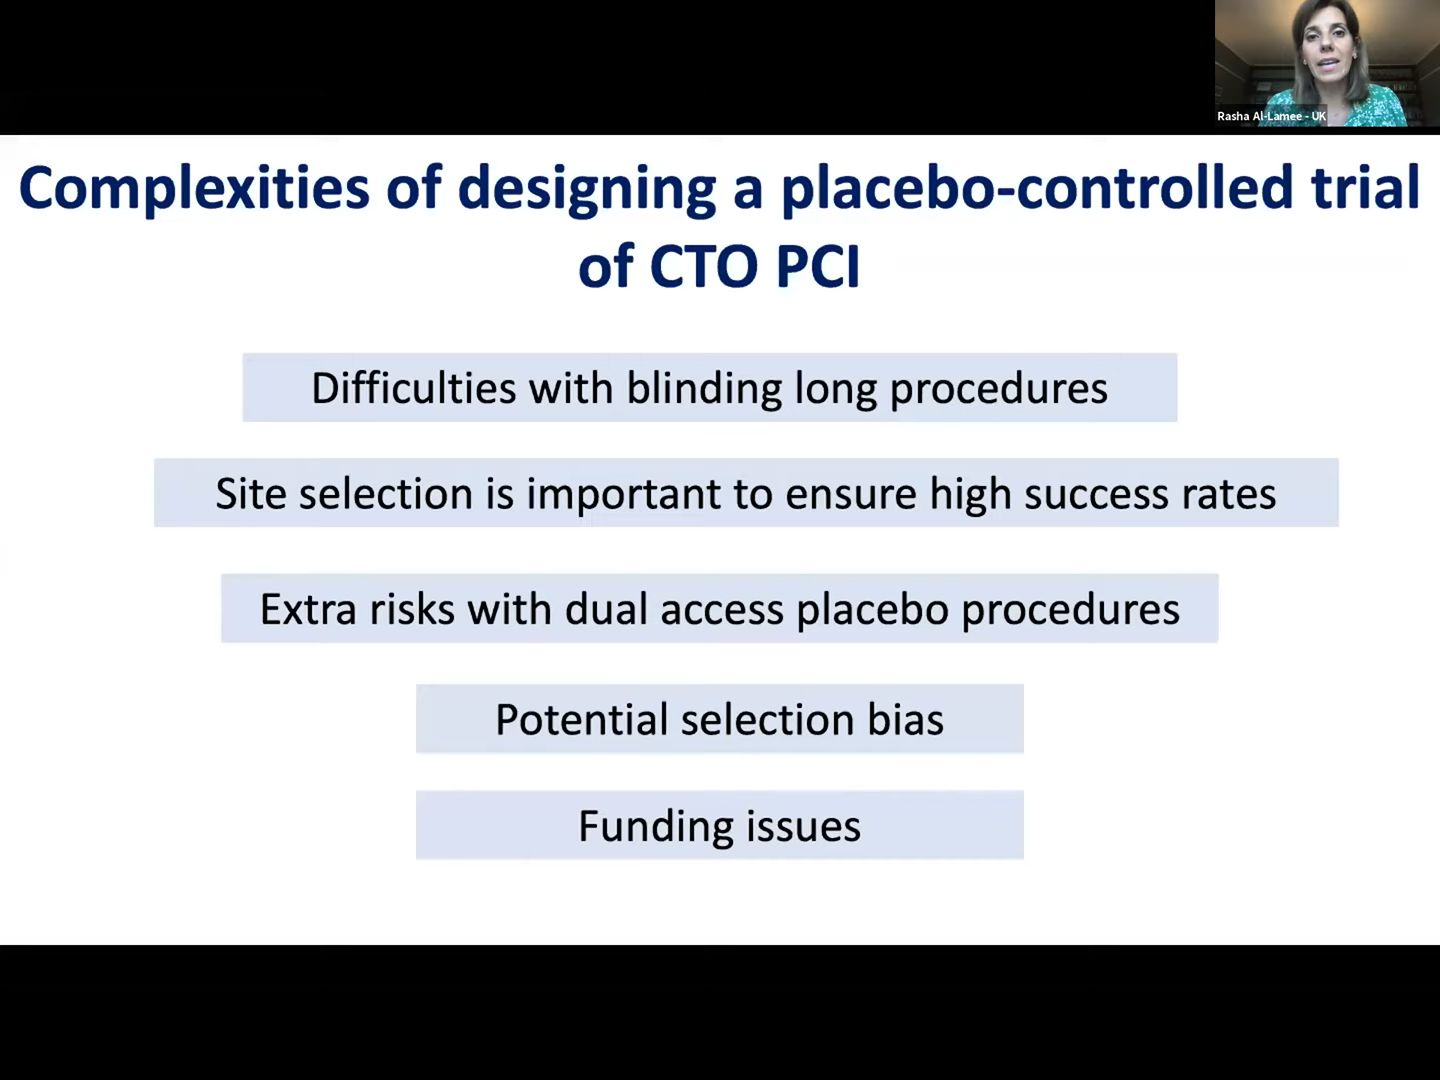 Rasha Al-Lamee - UK
Complexities of designing a placebo-controlled trial
of CTO PCI
Difficulties with blinding long procedures
Site selection is important to ensure high success rates
Extra risks with dual access placebo procedures
Potential selection bias
Funding issues